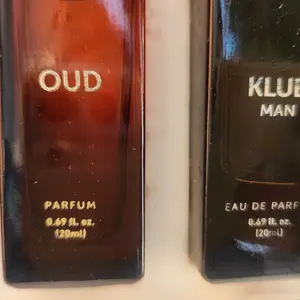 OUD
PARFUM
0.69 fl. oz.
(20ml)
KLUB
MAN
EAU DE PARF
0.69 fl. oz.
(20ml)